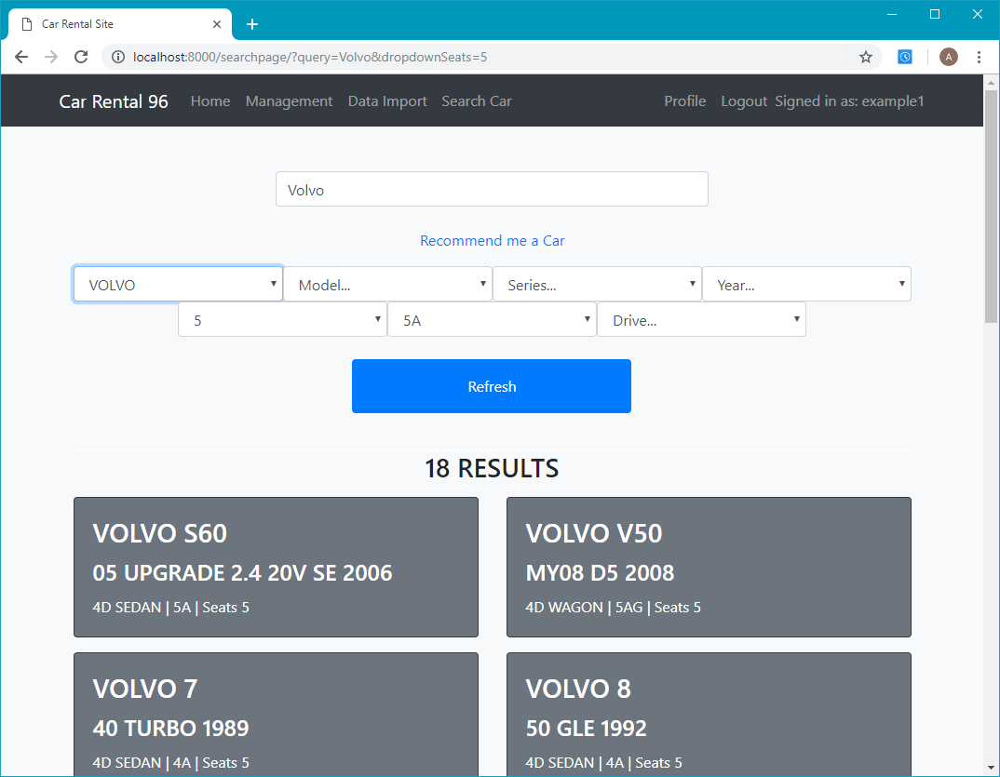 Car Rental Site
localhost:8000/searchpage/?query=Volvo&dropdownSeats=5
A
Car Rental 96 Home Management Data Import Search Car Profile Logout Signed in as: example1
Volvo
Recommend me a Car
VOLVO Model... Series... Year...
5 5A Drive...
Refresh
18 RESULTS
VOLVO S60
05 UPGRADE 2.4 20V SE 2006
4D SEDAN | 5A | Seats 5
VOLVO V50
MY08 D5 2008
4D WAGON | 5AG | Seats 5
VOLVO 7
40 TURBO 1989
4D SEDAN | 4A | Seats 5
VOLVO 8
50 GLE 1992
4D SEDAN | 4A | Seats 5